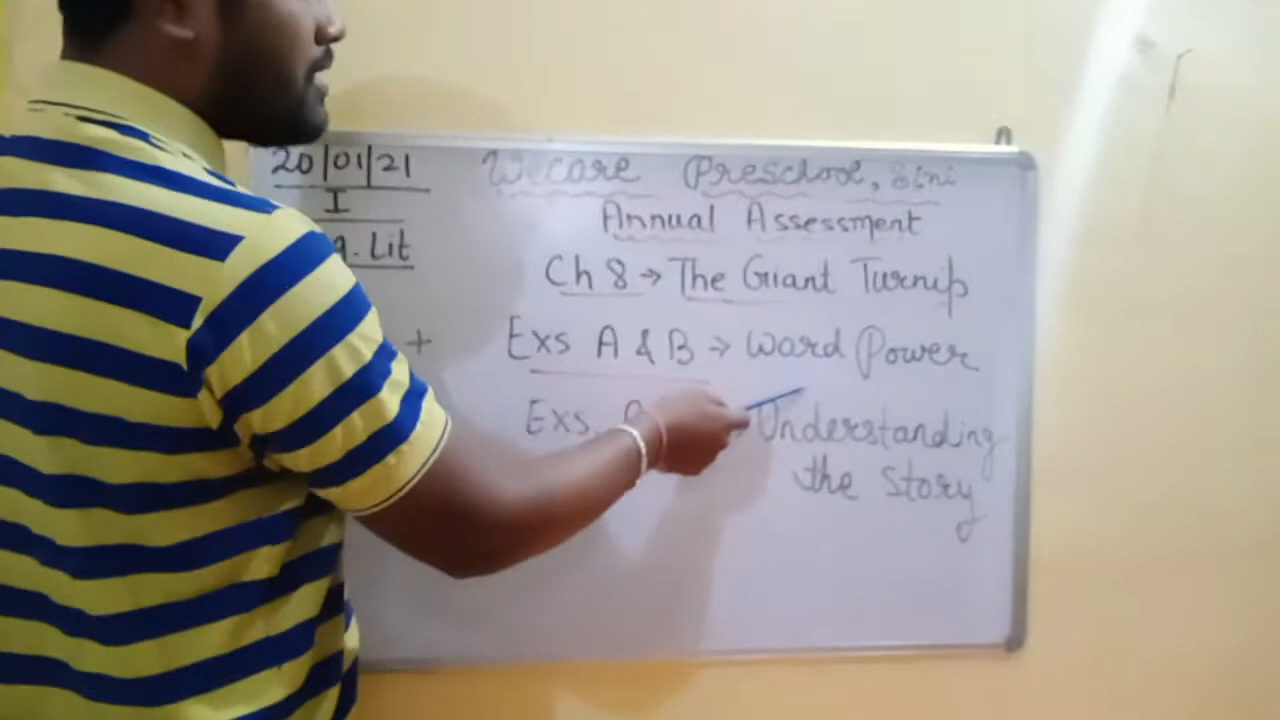 20/01/21
I
. Lit
Wecare Preschool, Sini
Annual Assessment
Ch 8 → The Giant Turnip
+ Exs A & B → Word Power
Exs Understanding
the Story